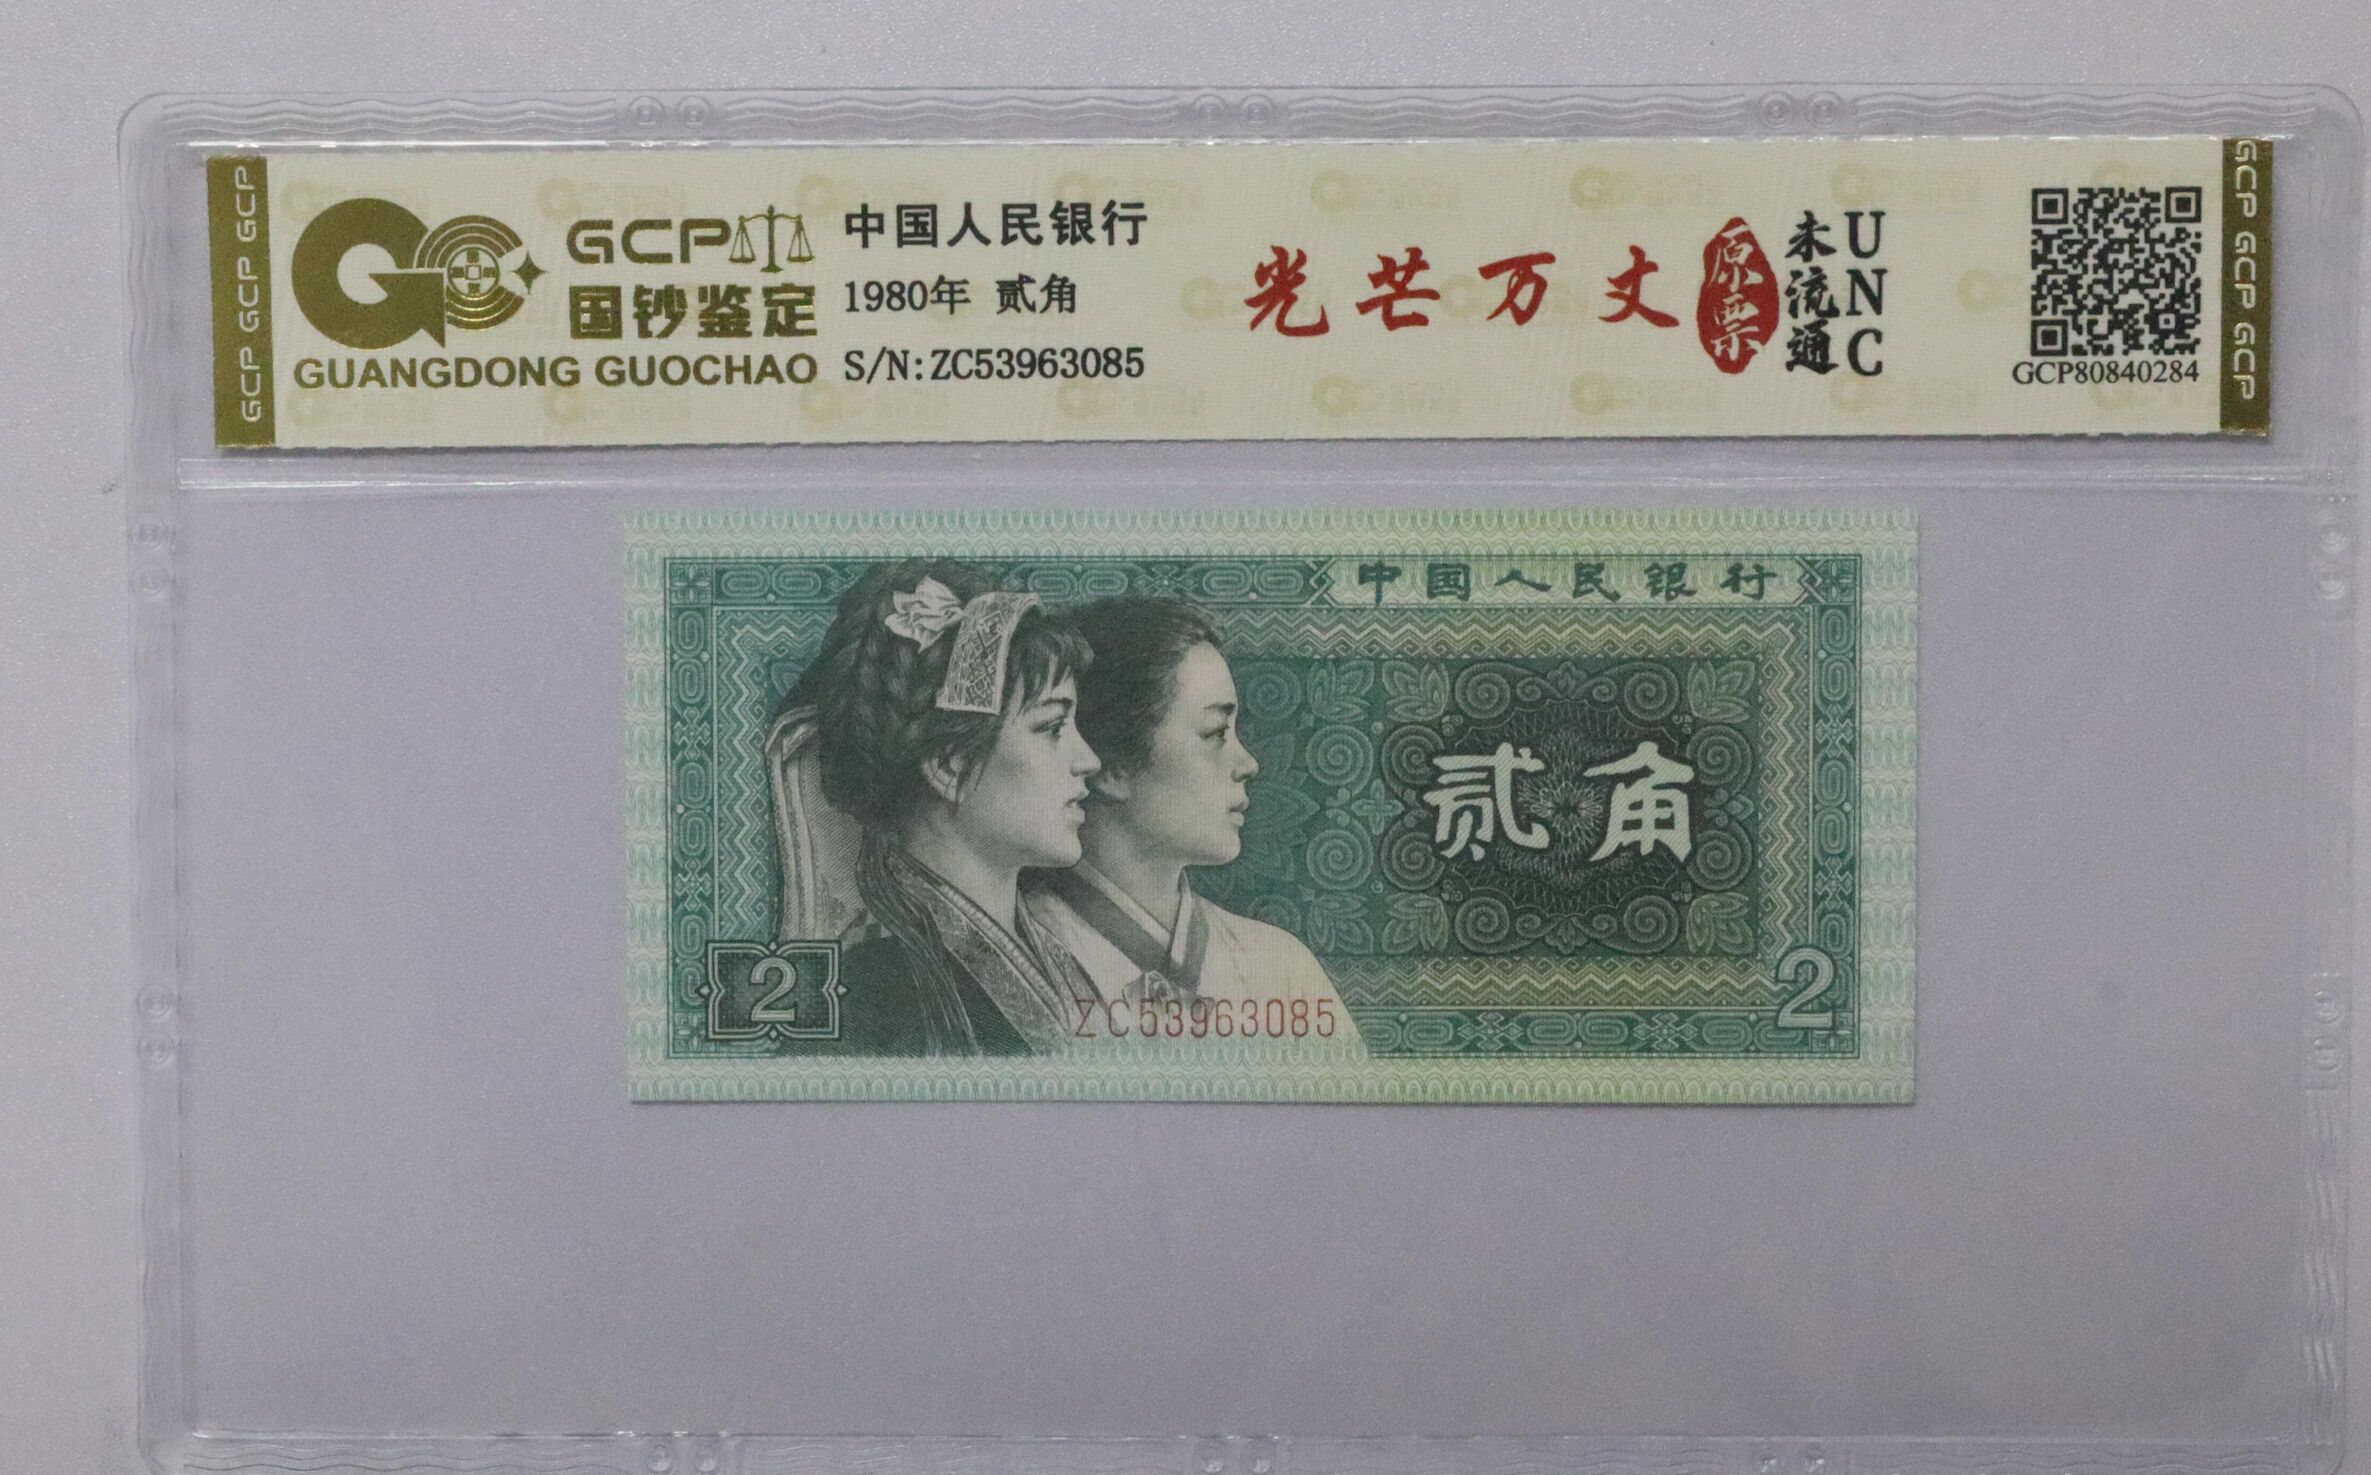 GCP GCP GCP
GCP
国钞鉴定
GUANGDONG GUOCHAO
中国人民银行
1980年 贰角
S/N:ZC53963085
光芒万丈
原票
未流通
UNC
GCP80840284
GCP GCP GCP
中国人民银行
贰角
2
ZC53963085
2